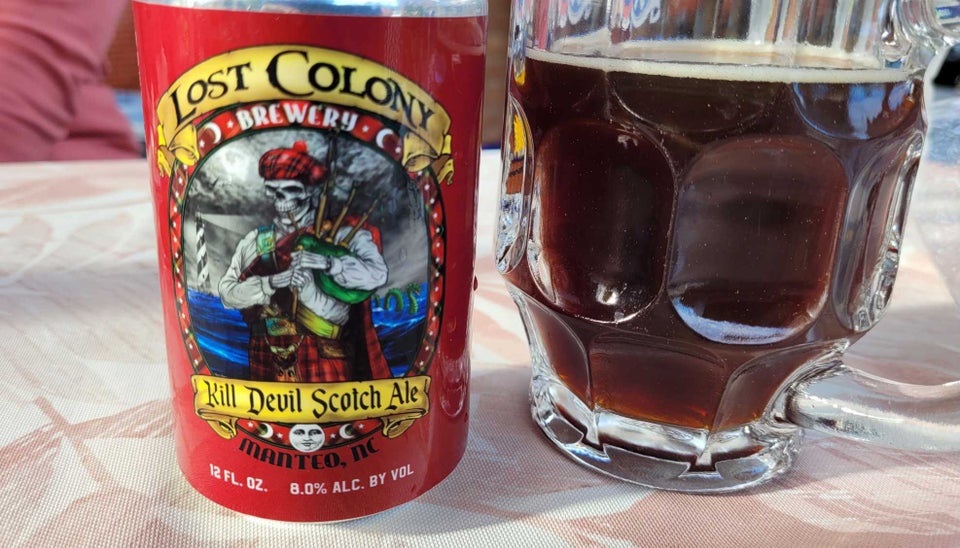 LOST COLONY
BREWERY
Kill Devil Scotch Ale
MANTEO, NC
12 FL. OZ. 8.0% ALC. BY VOL